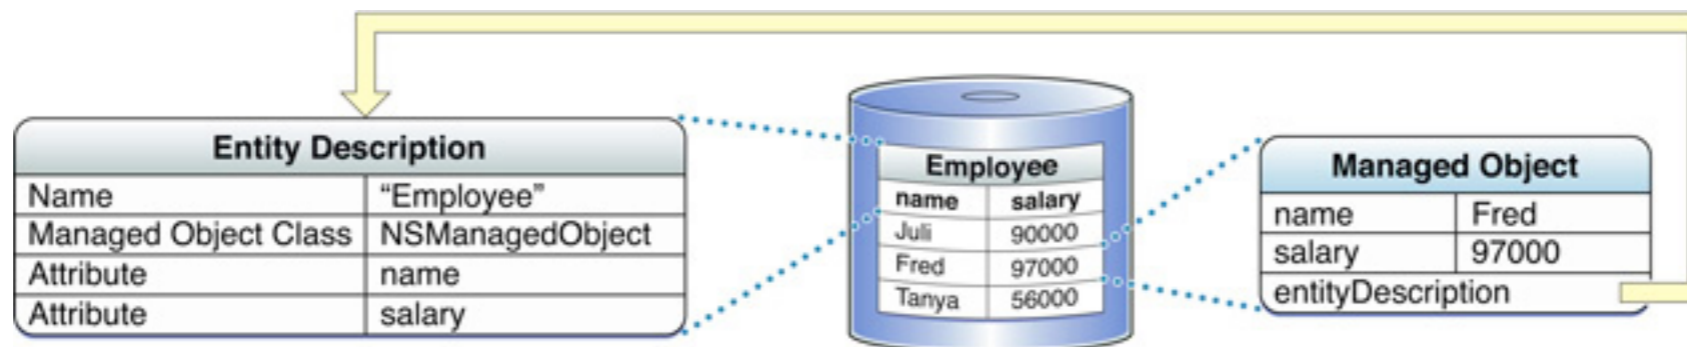 Entity Description
Name “Employee”
Managed Object Class NSManagedObject
Attribute name
Attribute salary
Employee
name salary
Juli 90000
Fred 97000
Tanya 56000
Managed Object
name Fred
salary 97000
entityDescription